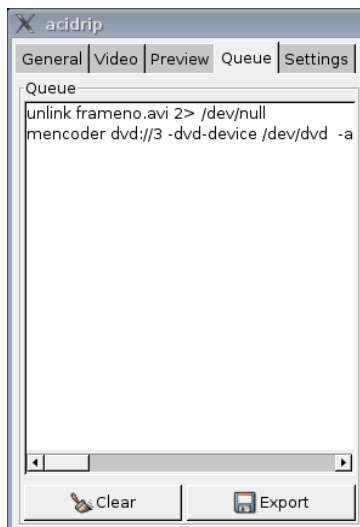 acidrip
General Video Preview Queue Settings
Queue
unlink frameno.avi 2> /dev/null
mencoder dvd://3 -dvd-device /dev/dvd -a
Clear Export